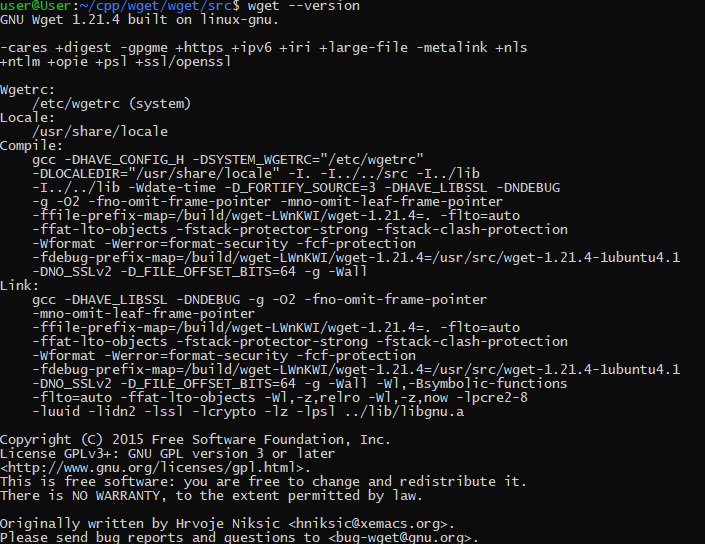 user@User:~/cpp/wget/wget/src$ wget --version
GNU Wget 1.21.4 built on linux-gnu.

-cares +digest -gpgme +https +ipv6 +iri +large-file -metalink +nls
+ntlm +opie +psl +ssl/openssl

Wgetrc:
    /etc/wgetrc (system)
Locale:
    /usr/share/locale
Compile:
    gcc -DHAVE_CONFIG_H -DSYSTEM_WGETRC="/etc/wgetrc"
    -DLOCALEDIR="/usr/share/locale" -I. -I../../src -I../lib
    -I../../lib -Wdate-time -D_FORTIFY_SOURCE=3 -DHAVE_LIBSSL -DNDEBUG
    -g -O2 -fno-omit-frame-pointer -mno-omit-leaf-frame-pointer
    -ffile-prefix-map=/build/wget-LWnKWI/wget-1.21.4=. -flto=auto
    -ffat-lto-objects -fstack-protector-strong -fstack-clash-protection
    -Wformat -Werror=format-security -fcf-protection
    -fdebug-prefix-map=/build/wget-LWnKWI/wget-1.21.4=/usr/src/wget-1.21.4-1ubuntu4.1
    -DNO_SSLv2 -D_FILE_OFFSET_BITS=64 -g -Wall
Link:
    gcc -DHAVE_LIBSSL -DNDEBUG -g -O2 -fno-omit-frame-pointer
    -mno-omit-leaf-frame-pointer
    -ffile-prefix-map=/build/wget-LWnKWI/wget-1.21.4=. -flto=auto
    -ffat-lto-objects -fstack-protector-strong -fstack-clash-protection
    -Wformat -Werror=format-security -fcf-protection
    -fdebug-prefix-map=/build/wget-LWnKWI/wget-1.21.4=/usr/src/wget-1.21.4-1ubuntu4.1
    -DNO_SSLv2 -D_FILE_OFFSET_BITS=64 -g -Wall -Wl,-Bsymbolic-functions
    -flto=auto -ffat-lto-objects -Wl,-z,relro -Wl,-z,now -lpcre2-8
    -luuid -lidn2 -lssl -lcrypto -lz -lpsl ../lib/libgnu.a

Copyright (C) 2015 Free Software Foundation, Inc.
License GPLv3+: GNU GPL version 3 or later
<http://www.gnu.org/licenses/gpl.html>.
This is free software: you are free to change and redistribute it.
There is NO WARRANTY, to the extent permitted by law.

Originally written by Hrvoje Niksic <hniksic@xemacs.org>.
Please send bug reports and questions to <bug-wget@gnu.org>.